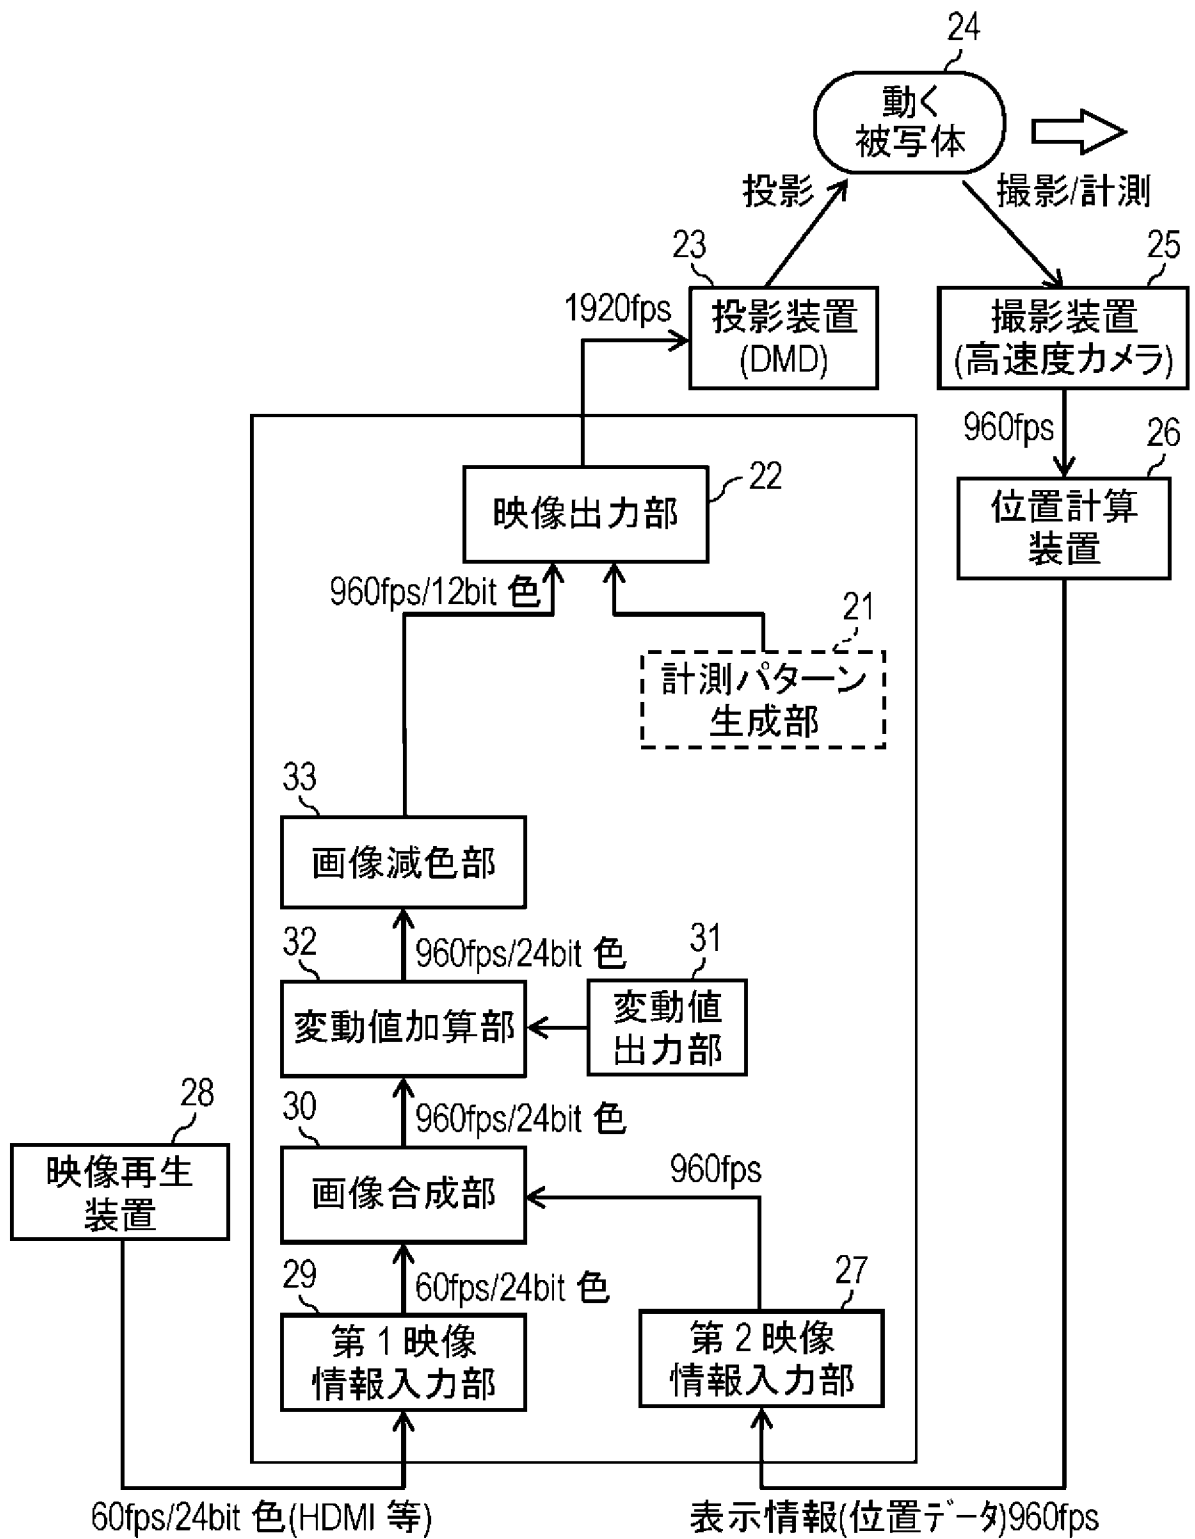 24
動く
被写体
投影
撮影/計測
23
25
1920fps
投影装置
(DMD)
撮影装置
(高速度カメラ)
960fps
26
22
映像出力部
位置計算
装置
960fps/12bit 色
21
計測パターン
生成部
33
画像減色部
32
960fps/24bit 色
31
変動値加算部
変動値
出力部
28
30
960fps/24bit 色
映像再生
装置
画像合成部
960fps
29
60fps/24bit 色
27
第1映像
情報入力部
第2映像
情報入力部
60fps/24bit 色(HDMI 等)
表示情報(位置データ)960fps